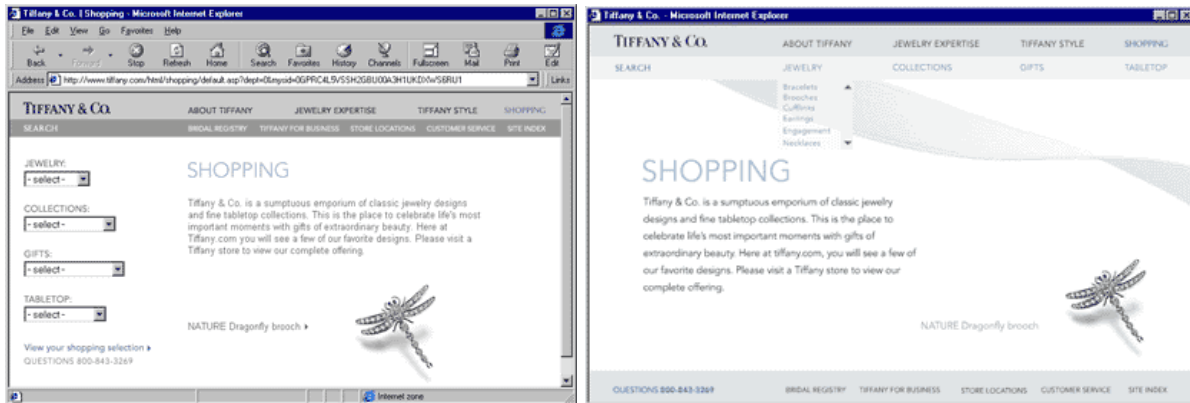 Tiffany & Co. | Shopping - Microsoft Internet Explorer
File Edit View Go Favorites Help
Back Forward Stop Refresh Home Search Favorites History Channels Fullscreen Mail Print Edit
Address http://www.tiffany.com/html/shopping/default.asp? Links
TIFFANY & CO. ABOUT TIFFANY JEWELRY EXPERTISE TIFFANY STYLE SHOPPING
SEARCH BRIDAL REGISTRY TIFFANY FOR BUSINESS STORE LOCATIONS CUSTOMER SERVICE SITE INDEX
JEWELRY:
- select -
COLLECTIONS:
- select -
GIFTS:
- select -
TABLETOP:
- select -
View your shopping selection
QUESTIONS 800-843-3269
SHOPPING
Tiffany & Co. is a sumptuous emporium of classic jewelry designs
and fine tabletop collections. This is the place to celebrate life's most
important moments with gifts of extraordinary beauty. Here at
Tiffany.com you will see a few of our favorite designs. Please visit a
Tiffany store to view our complete offering.
NATURE Dragonfly brooch
Internet zone
Tiffany & Co. - Microsoft Internet Explorer
TIFFANY & CO. ABOUT TIFFANY JEWELRY EXPERTISE TIFFANY STYLE SHOPPING
SEARCH JEWELRY COLLECTIONS GIFTS TABLETOP
Bracelets
Brooches
Cufflinks
Earrings
Engagement
Necklaces
SHOPPING
Tiffany & Co. is a sumptuous emporium of classic jewelry
designs and fine tabletop collections. This is the place to
celebrate life's most important moments with gifts of
extraordinary beauty. Here at tiffany.com, you will see a few of
our favorite designs. Please visit a Tiffany store to view our
complete offering.
NATURE Dragonfly brooch
QUESTIONS 800-843-3269 BRIDAL REGISTRY TIFFANY FOR BUSINESS STORE LOCATIONS CUSTOMER SERVICE SITE INDEX